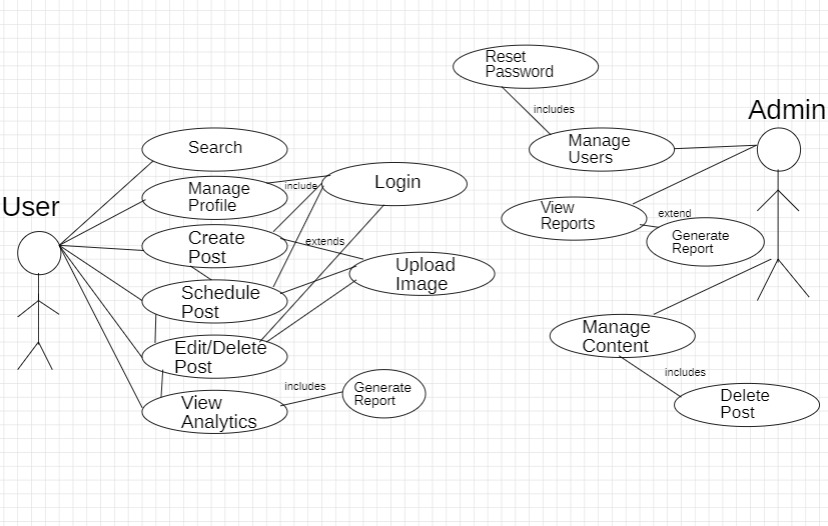 User
Search
Manage
Profile
Create
Post
Schedule
Post
Edit/Delete
Post
View
Analytics
include
extends
includes
Login
Upload
Image
Generate
Report
Reset
Password
includes
Manage
Users
Admin
View
Reports
extend
Generate
Report
Manage
Content
includes
Delete
Post